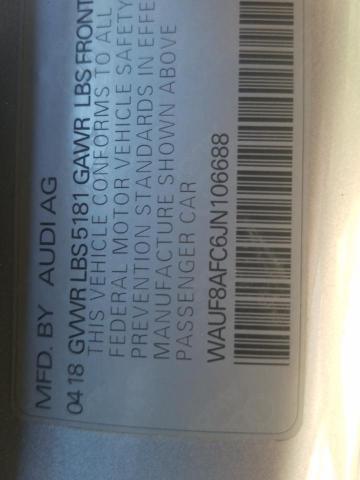 MFD. BY AUDI AG
04 18 GVWR LBS 5181 GAWR LBS FRONT
THIS VEHICLE CONFORMS TO ALL
FEDERAL MOTOR VEHICLE SAFETY
PREVENTION STANDARDS IN EFFE
MANUFACTURE SHOWN ABOVE
PASSENGER CAR
WAUF8AFC6JN106688